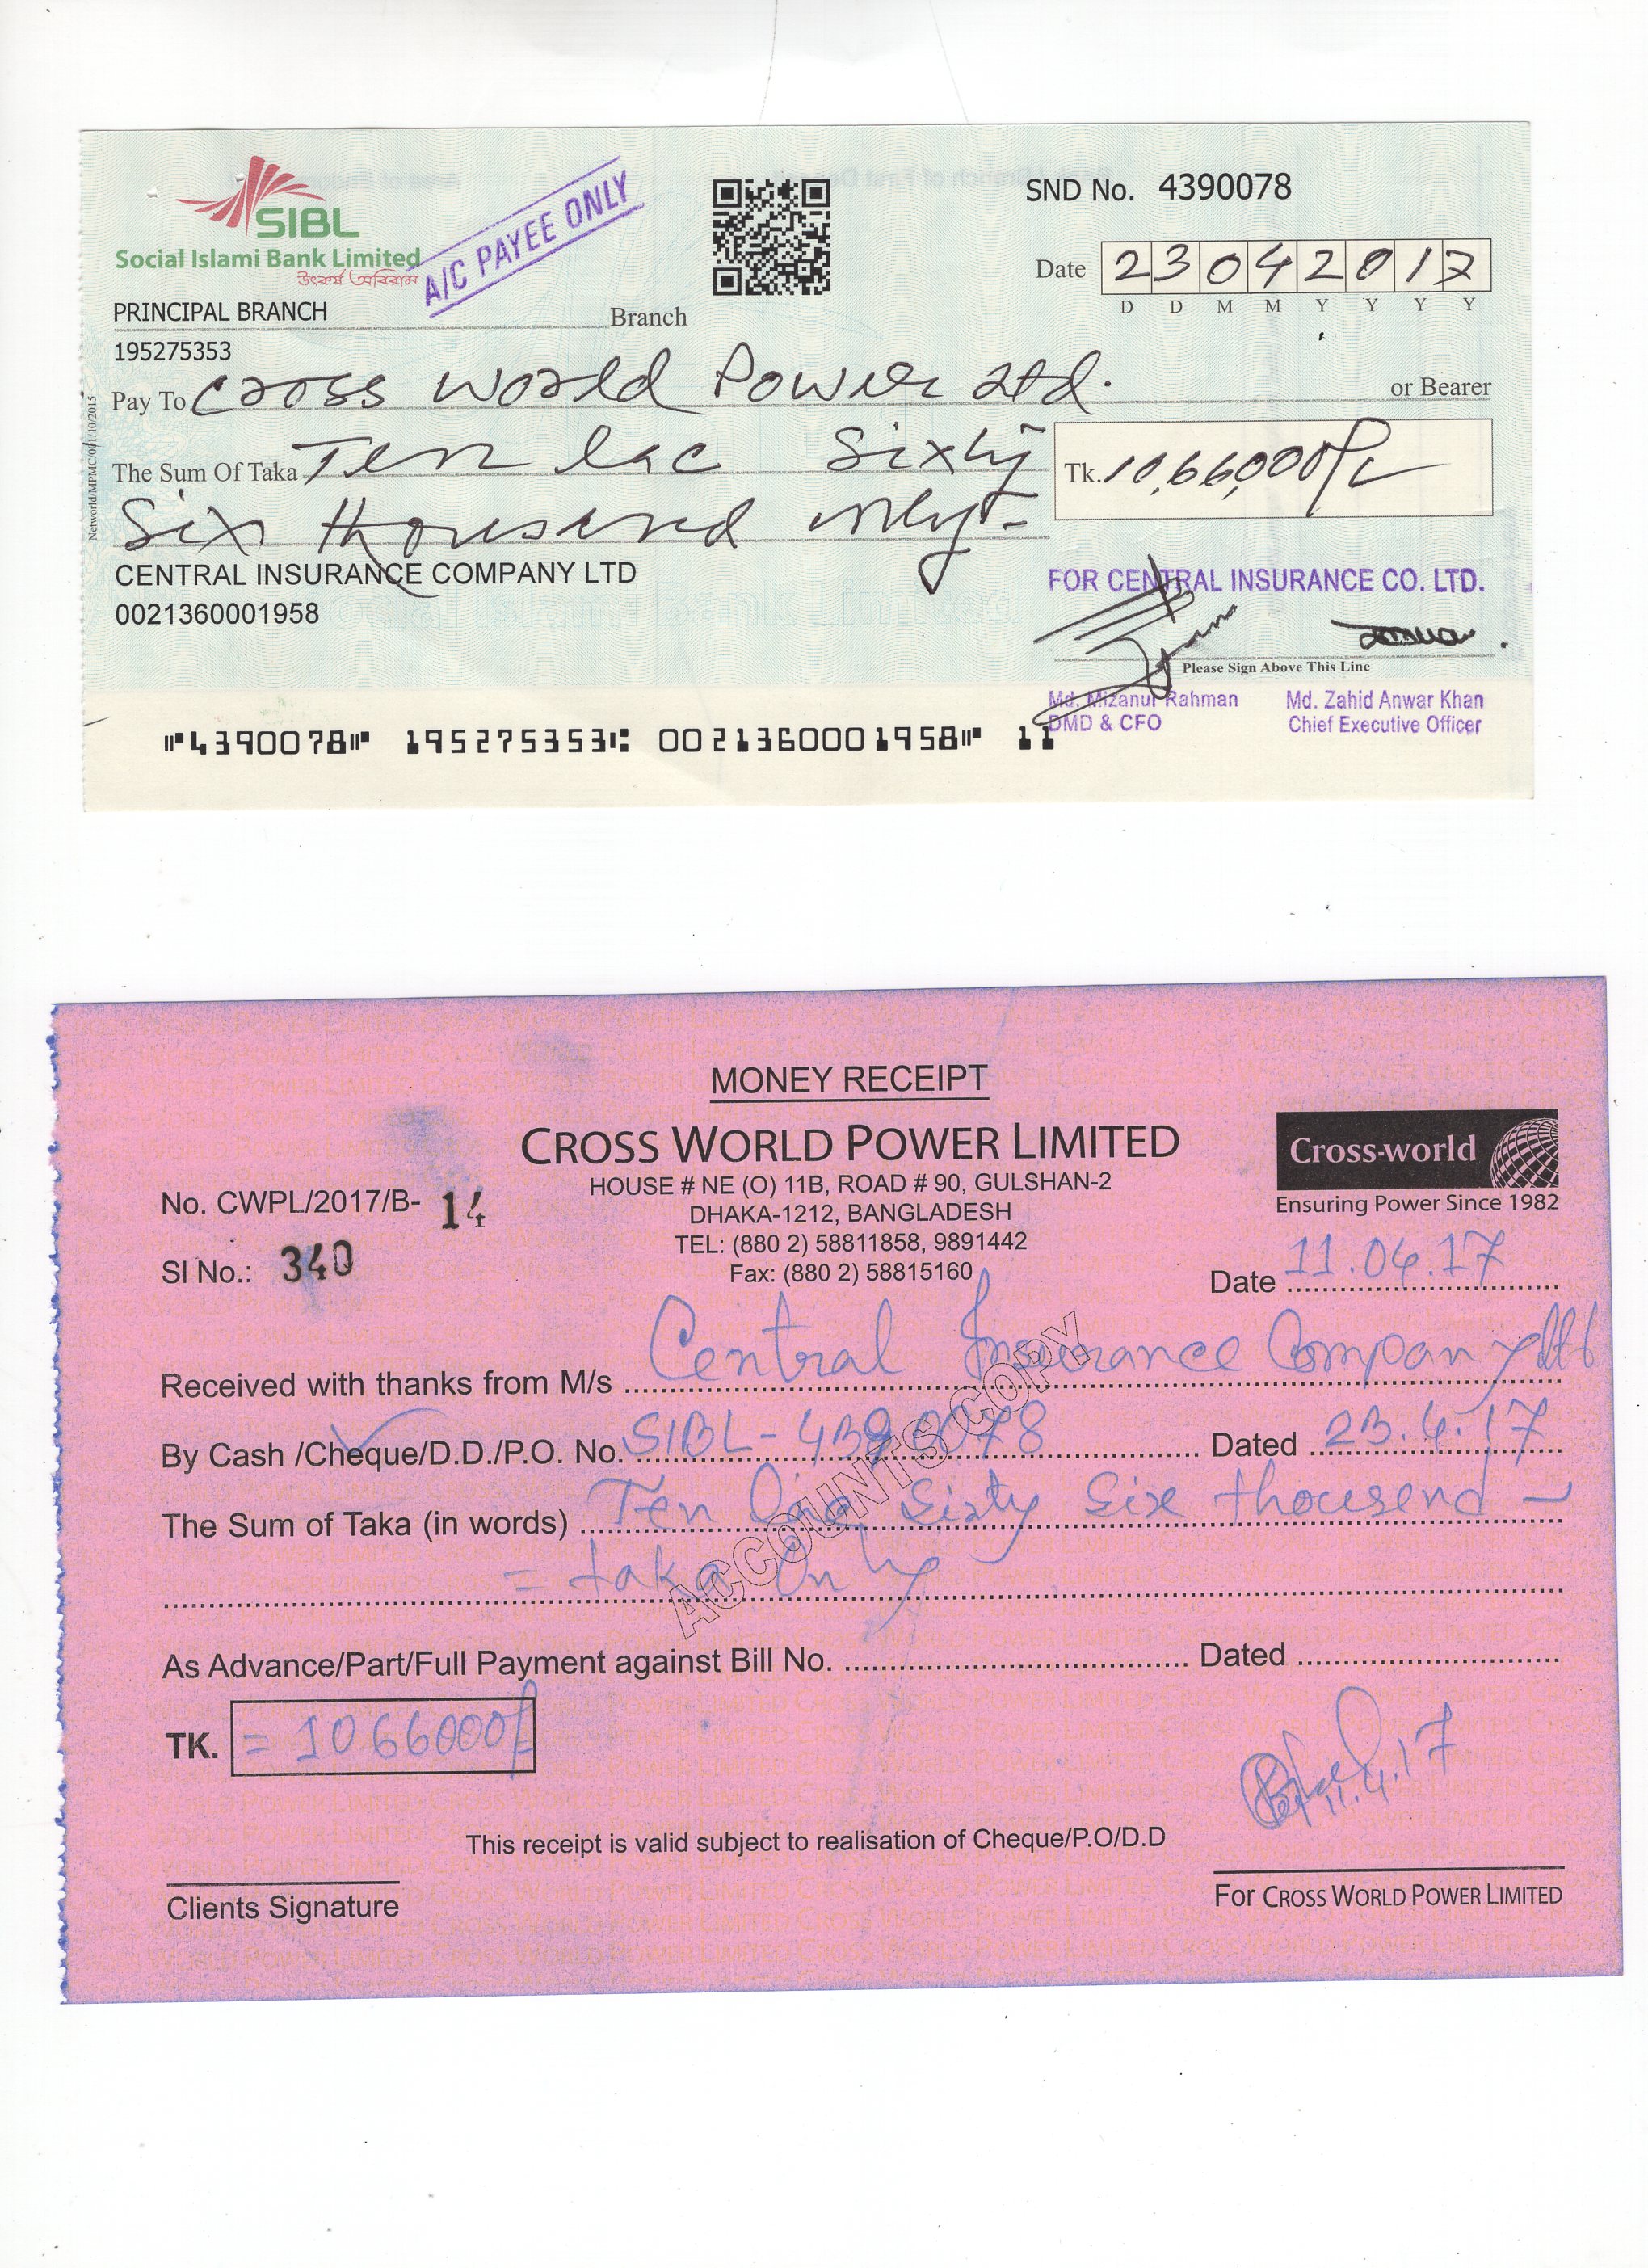 SIBL
Social Islami Bank Limited
উৎকর্ষে অবিরাম
A/C PAYEE ONLY
SND No. 4390078
Date 23042017
D D M M Y Y Y Y
PRINCIPAL BRANCH Branch
195275353
Pay To Cross World Power Ltd. or Bearer
The Sum Of Taka Ten lac Sixty
Tk. 10,66,000/-
Six thousand only-
Networld/MPMC/001/10/2015
CENTRAL INSURANCE COMPANY LTD
0021360001958
FOR CENTRAL INSURANCE CO. LTD.
Please Sign Above This Line
Md. Mizanur Rahman Md. Zahid Anwar Khan
DMD & CFO Chief Executive Officer
⑈4390078⑈ 195275353⑆ 0021360001958⑈ 11
MONEY RECEIPT
CROSS WORLD POWER LIMITED
Cross-world
Ensuring Power Since 1982
HOUSE # NE (O) 11B, ROAD # 90, GULSHAN-2
DHAKA-1212, BANGLADESH
TEL: (880 2) 58811858, 9891442
Fax: (880 2) 58815160
No. CWPL/2017/B- 14
SI No.: 340
Date 11.04.17
Received with thanks from M/s Central Insurance Company Ltd
By Cash /Cheque/D.D./P.O. No. SIBL-4390078 Dated 23.4.17
The Sum of Taka (in words) Ten lac Sixty Six thousend -
= taka Only
ACCOUNTS COPY
As Advance/Part/Full Payment against Bill No. Dated
TK. = 1066000/-
11.4.17
This receipt is valid subject to realisation of Cheque/P.O/D.D
Clients Signature
For CROSS WORLD POWER LIMITED